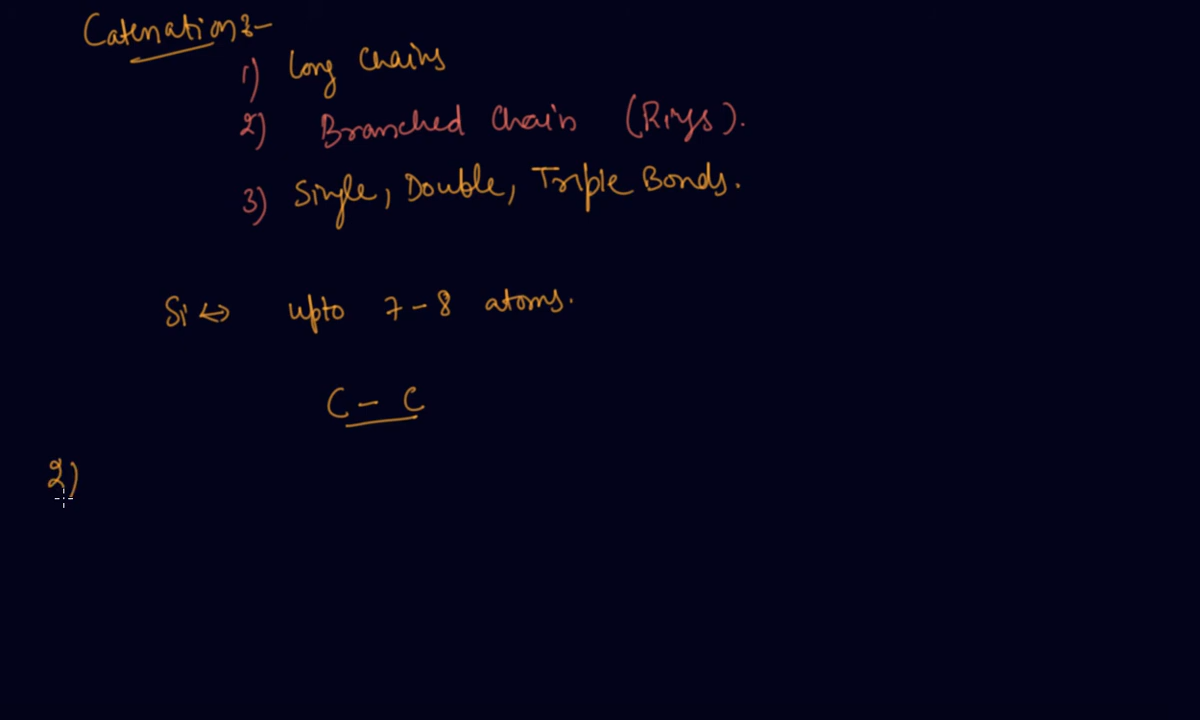 Catenation :-
1) Long Chains
2) Branched Chain (Rings).
3) Single, Double, Triple Bonds.
Si ⇔ upto 7-8 atoms.
C - C
2)